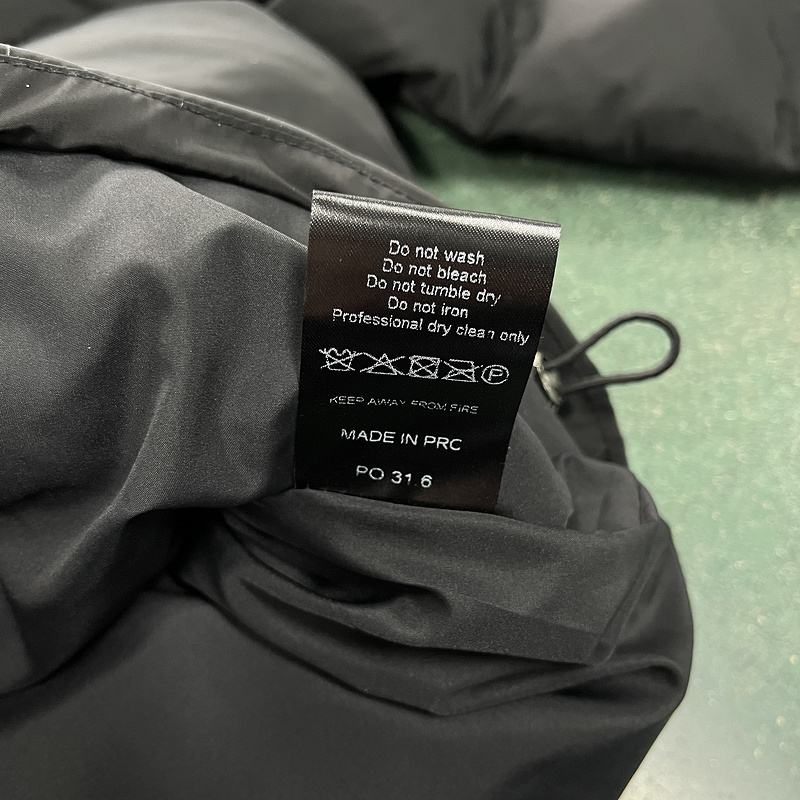 Do not wash
Do not bleach
Do not tumble dry
Do not iron
Professional dry clean only
P
KEEP AWAY FROM FIRE
MADE IN PRC
PO 31.6